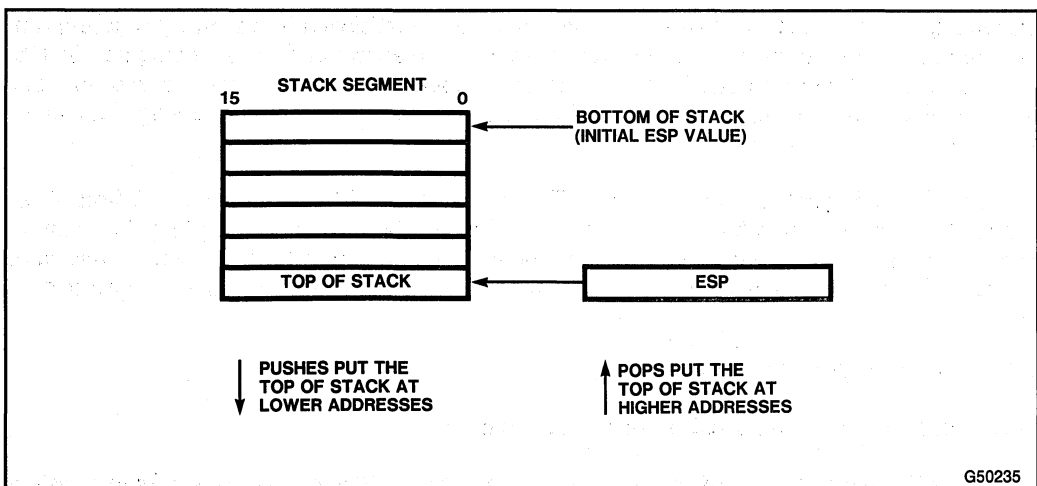 STACK SEGMENT
15 0
BOTTOM OF STACK
(INITIAL ESP VALUE)
TOP OF STACK
ESP
PUSHES PUT THE
TOP OF STACK AT
LOWER ADDRESSES
POPS PUT THE
TOP OF STACK AT
HIGHER ADDRESSES
G50235